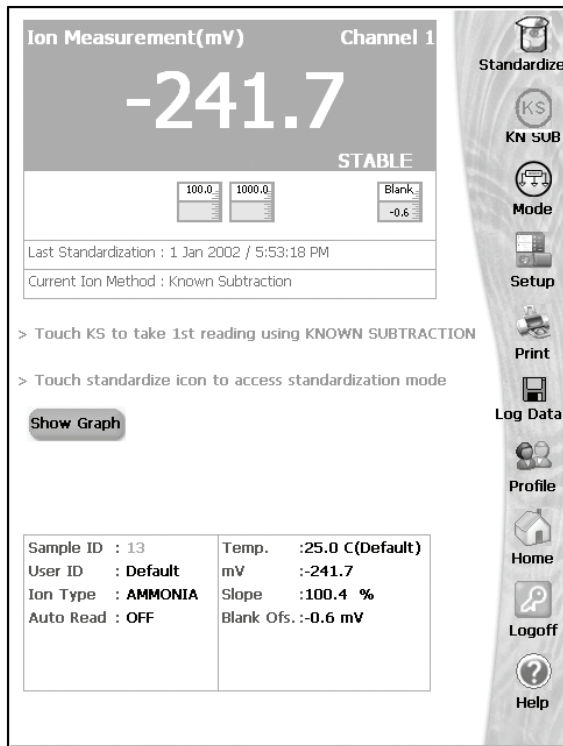 Ion Measurement(mV) Channel 1
-241.7
STABLE
100.0 1000.0 Blank
-0.6
Last Standardization : 1 Jan 2002 / 5:53:18 PM
Current Ion Method : Known Subtraction
> Touch KS to take 1st reading using KNOWN SUBTRACTION
> Touch standardize icon to access standardization mode
Show Graph
Sample ID : 13
User ID : Default
Ion Type : AMMONIA
Auto Read : OFF
Temp. :25.0 C(Default)
mV :-241.7
Slope :100.4 %
Blank Ofs. :-0.6 mV
Standardize
KS
KN SUB
Mode
Setup
Print
Log Data
Profile
Home
Logoff
?
Help